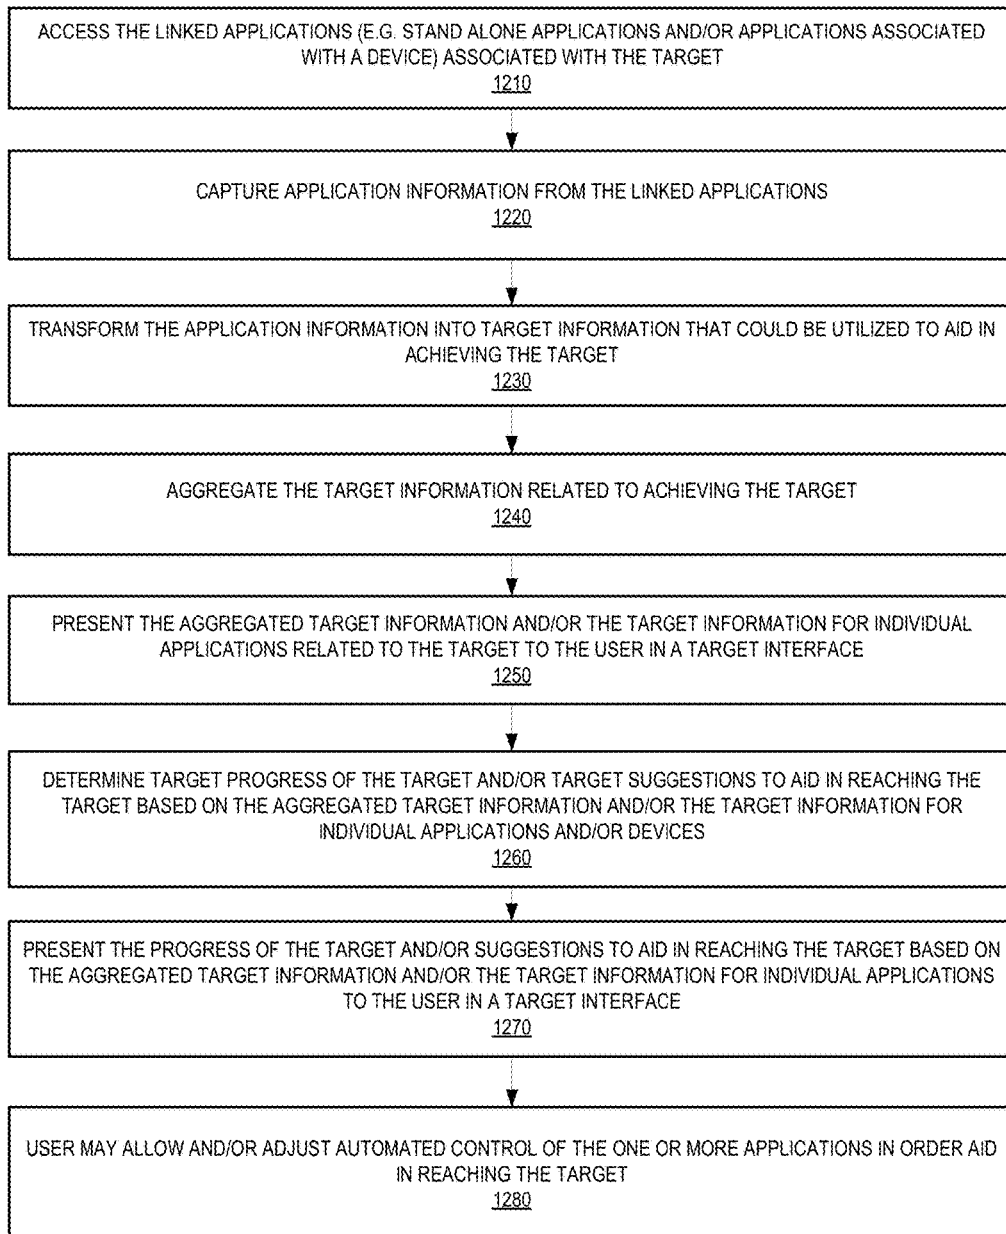 ACCESS THE LINKED APPLICATIONS (E.G. STAND ALONE APPLICATIONS AND/OR APPLICATIONS ASSOCIATED
WITH A DEVICE) ASSOCIATED WITH THE TARGET
1210
CAPTURE APPLICATION INFORMATION FROM THE LINKED APPLICATIONS
1220
TRANSFORM THE APPLICATION INFORMATION INTO TARGET INFORMATION THAT COULD BE UTILIZED TO AID IN
ACHIEVING THE TARGET
1230
AGGREGATE THE TARGET INFORMATION RELATED TO ACHIEVING THE TARGET
1240
PRESENT THE AGGREGATED TARGET INFORMATION AND/OR THE TARGET INFORMATION FOR INDIVIDUAL
APPLICATIONS RELATED TO THE TARGET TO THE USER IN A TARGET INTERFACE
1250
DETERMINE TARGET PROGRESS OF THE TARGET AND/OR TARGET SUGGESTIONS TO AID IN REACHING THE
TARGET BASED ON THE AGGREGATED TARGET INFORMATION AND/OR THE TARGET INFORMATION FOR
INDIVIDUAL APPLICATIONS AND/OR DEVICES
1260
PRESENT THE PROGRESS OF THE TARGET AND/OR SUGGESTIONS TO AID IN REACHING THE TARGET BASED ON
THE AGGREGATED TARGET INFORMATION AND/OR THE TARGET INFORMATION FOR INDIVIDUAL APPLICATIONS
TO THE USER IN A TARGET INTERFACE
1270
USER MAY ALLOW AND/OR ADJUST AUTOMATED CONTROL OF THE ONE OR MORE APPLICATIONS IN ORDER AID
IN REACHING THE TARGET
1280